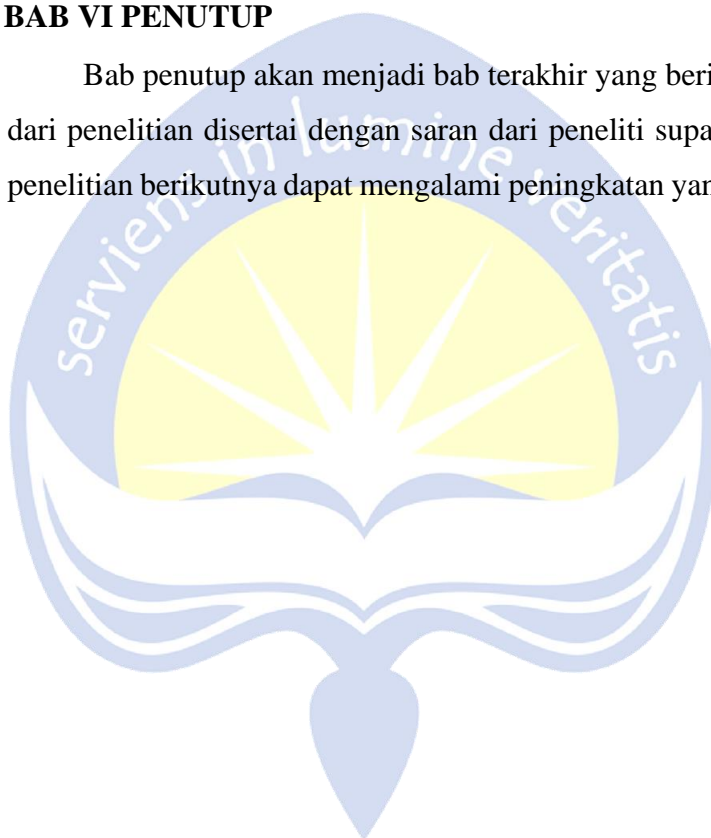 BAB VI PENUTUP
Bab penutup akan menjadi bab terakhir yang beri
dari penelitian disertai dengan saran dari peneliti supa
penelitian berikutnya dapat mengalami peningkatan yan
serviens in lumine veritatis